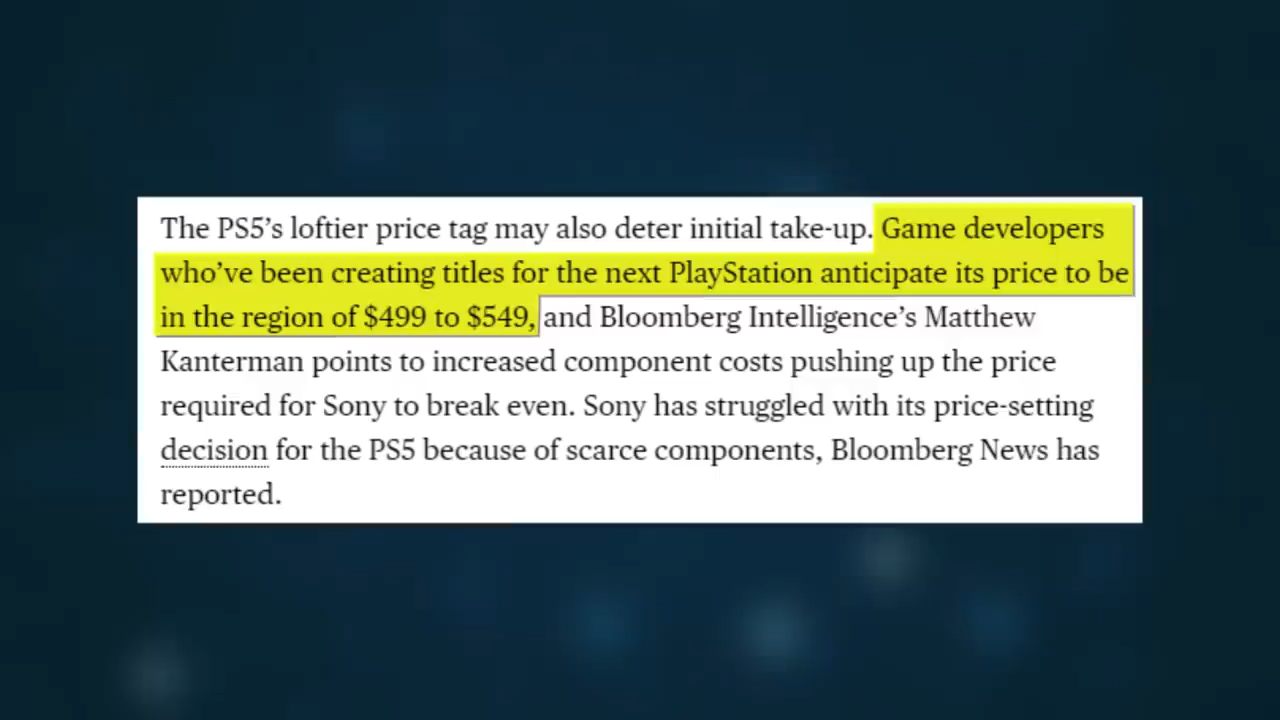 The PS5’s loftier price tag may also deter initial take-up. Game developers
who’ve been creating titles for the next PlayStation anticipate its price to be
in the region of $499 to $549, and Bloomberg Intelligence’s Matthew
Kanterman points to increased component costs pushing up the price
required for Sony to break even. Sony has struggled with its price-setting
decision for the PS5 because of scarce components, Bloomberg News has
reported.